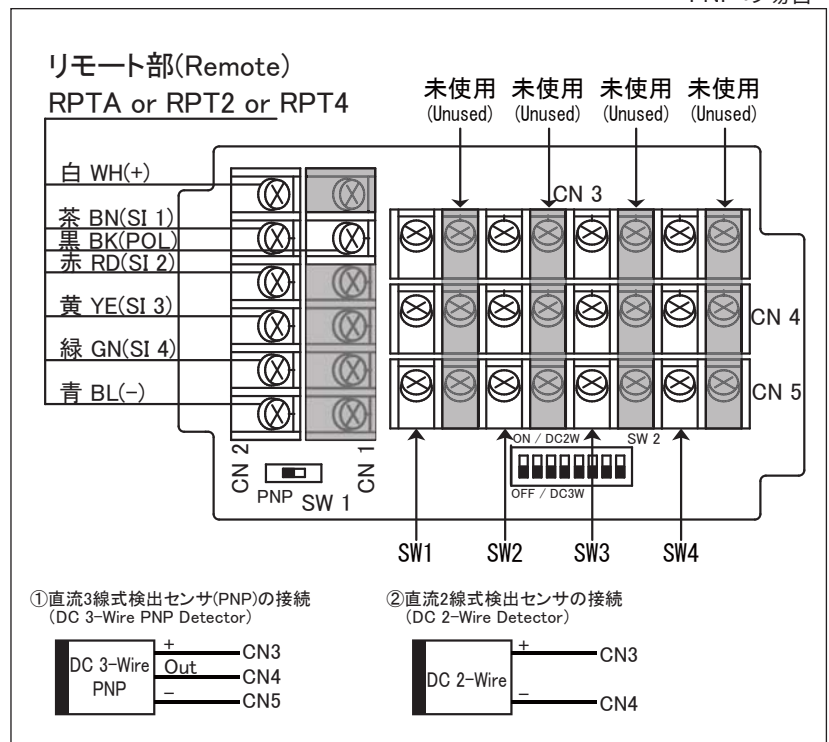 リモート部(Remote)
RPTA or RPT2 or RPT4
未使用 未使用 未使用 未使用
(Unused) (Unused) (Unused) (Unused)
白 WH(+)
茶 BN(SI 1)
黒 BK(POL)
赤 RD(SI 2)
黄 YE(SI 3)
緑 GN(SI 4)
青 BL(-)
CN 3
CN 4
CN 5
CN 2
CN 1
PNP
SW 1
ON / DC2W
SW 2
OFF / DC3W
SW1 SW2 SW3 SW4
①直流3線式検出センサ(PNP)の接続
(DC 3-Wire PNP Detector)
DC 3-Wire
PNP
+ CN3
Out CN4
- CN5
②直流2線式検出センサの接続
(DC 2-Wire Detector)
DC 2-Wire
+ CN3
- CN4